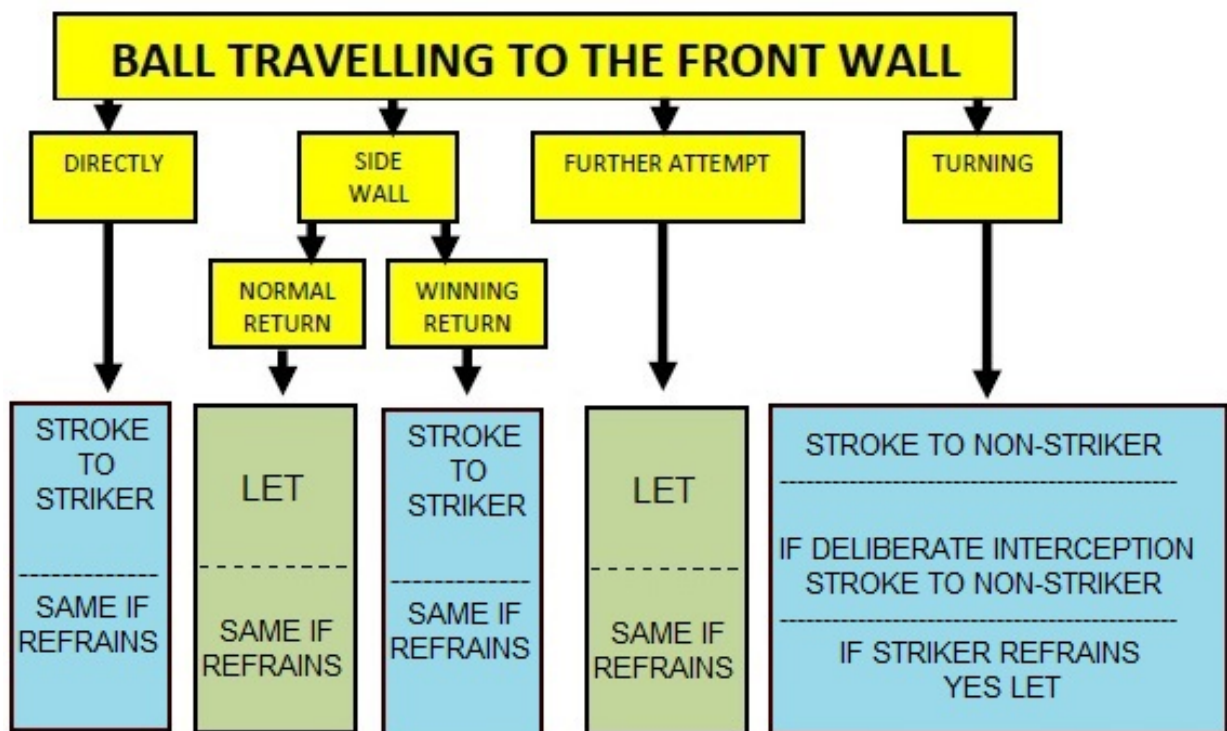 BALL TRAVELLING TO THE FRONT WALL
DIRECTLY
SIDE
WALL
FURTHER ATTEMPT
TURNING
NORMAL
RETURN
WINNING
RETURN
STROKE
TO
STRIKER
SAME IF
REFRAINS
LET
SAME IF
REFRAINS
STROKE
TO
STRIKER
SAME IF
REFRAINS
LET
SAME IF
REFRAINS
STROKE TO NON-STRIKER
IF DELIBERATE INTERCEPTION
STROKE TO NON-STRIKER
IF STRIKER REFRAINS
YES LET